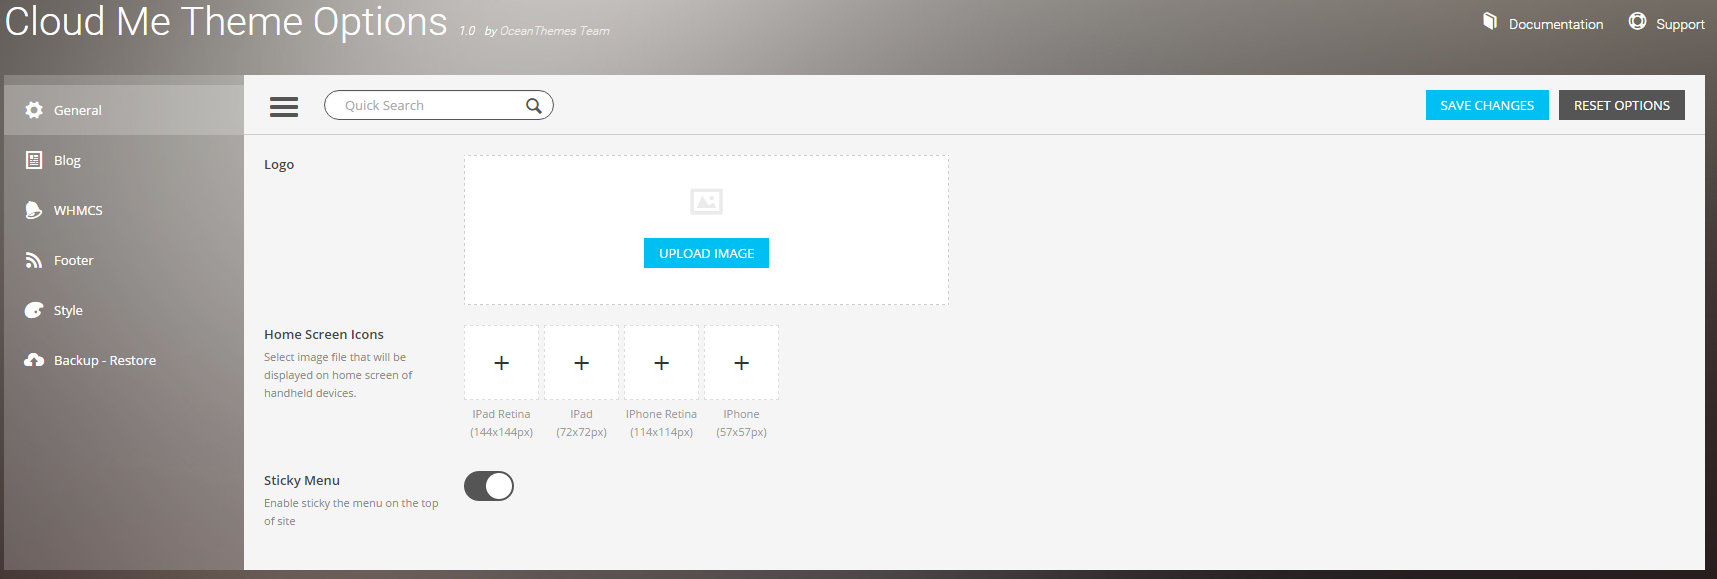 Cloud Me Theme Options 1.0 by OceanThemes Team
Documentation
Support
General
Blog
WHMCS
Footer
Style
Backup - Restore
Quick Search
SAVE CHANGES
RESET OPTIONS
Logo
UPLOAD IMAGE
Home Screen Icons
Select image file that will be
displayed on home screen of
handheld devices.
+ + + +
IPad Retina
(144x144px)
IPad
(72x72px)
IPhone Retina
(114x114px)
IPhone
(57x57px)
Sticky Menu
Enable sticky the menu on the top
of site